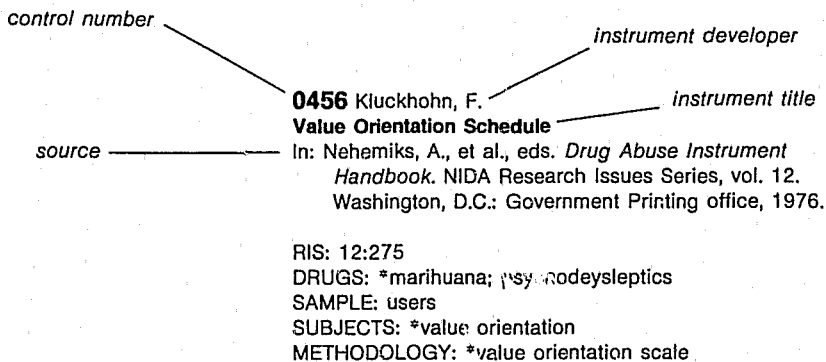 control number
instrument developer
0456 Kluckhohn, F.
instrument title
Value Orientation Schedule
source
In: Nehemiks, A., et al., eds. Drug Abuse Instrument
Handbook. NIDA Research Issues Series, vol. 12.
Washington, D.C.: Government Printing office, 1976.
RIS: 12:275
DRUGS: *marihuana;
SAMPLE: users
SUBJECTS: *value orientation
METHODOLOGY: *value orientation scale